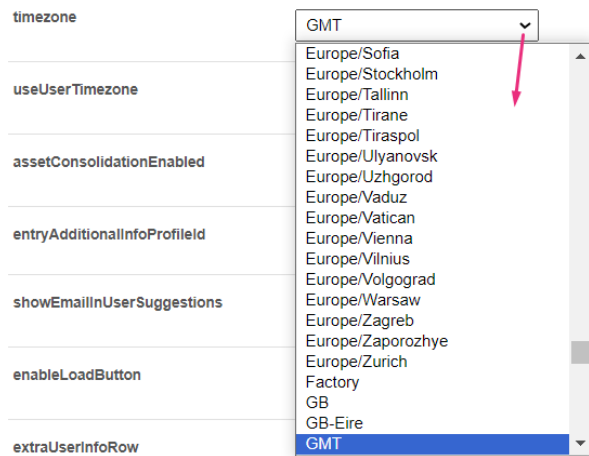 timezone
GMT
Europe/Sofia
Europe/Stockholm
useUserTimezone
Europe/Tallinn
Europe/Tirane
Europe/Tiraspol
Europe/Ulyanovsk
assetConsolidationEnabled
Europe/Uzhgorod
Europe/Vaduz
Europe/Vatican
entryAdditionalInfoProfileId
Europe/Vienna
Europe/Vilnius
Europe/Volgograd
showEmailInUserSuggestions
Europe/Warsaw
Europe/Zagreb
Europe/Zaporozhye
Europe/Zurich
enableLoadButton
Factory
GB
GB-Eire
extraUserInfoRow
GMT